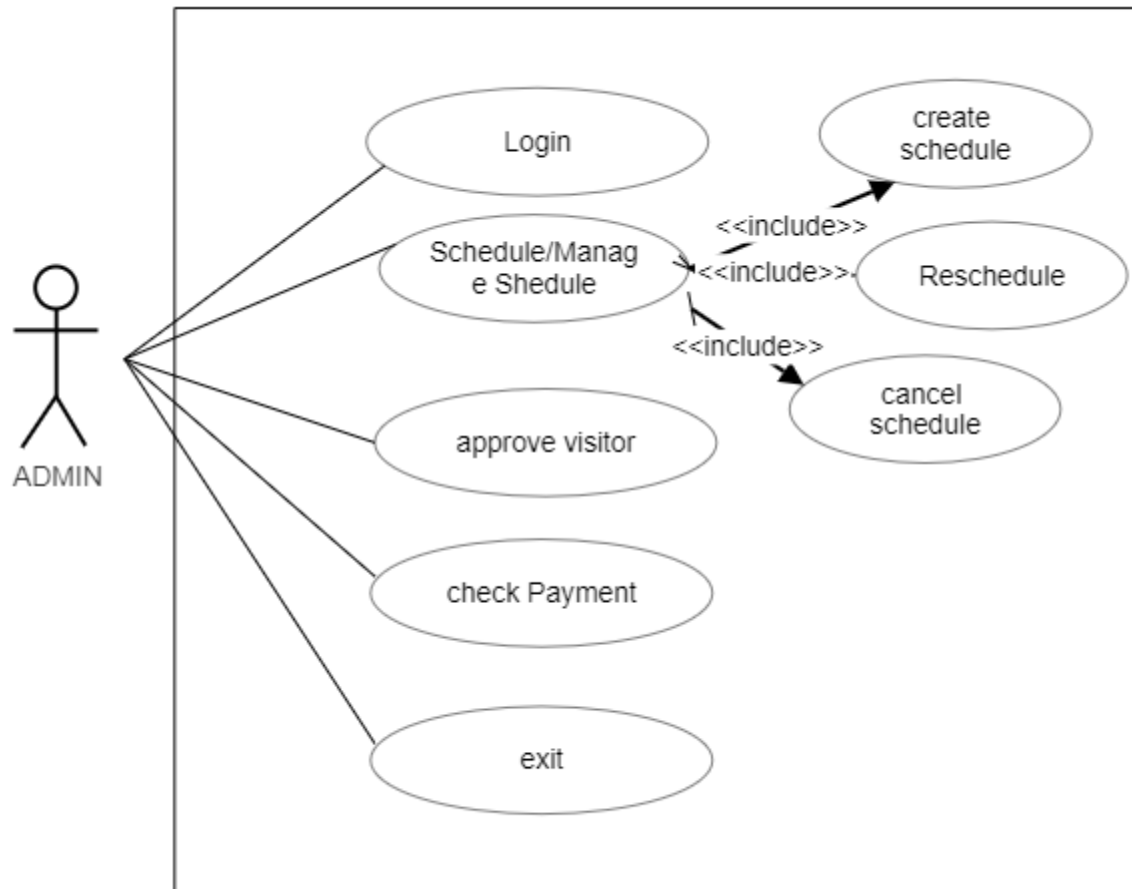 Login
create
schedule
<<include>>
Schedule/Manag
e Shedule
<<include>>
Reschedule
<<include>>
cancel
schedule
approve visitor
ADMIN
check Payment
exit